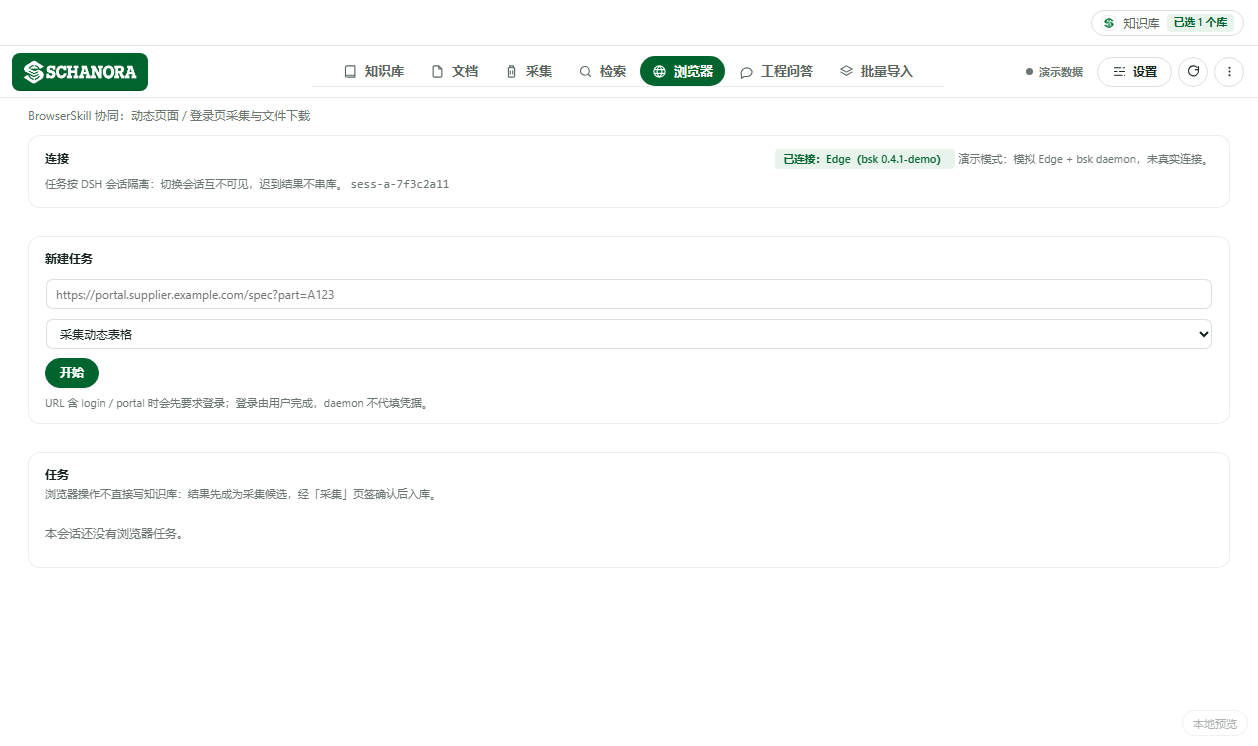 知识库 已选 1 个库
SCHANORA 知识库 文档 采集 检索 浏览器 工程问答 批量导入 演示数据 设置
BrowserSkill 协同：动态页面 / 登录页采集与文件下载
连接 已连接：Edge（bsk 0.4.1-demo） 演示模式：模拟 Edge + bsk daemon，未真实连接。
任务按 DSH 会话隔离：切换会话互不可见，迟到结果不串库。 sess-a-7f3c2a11
新建任务
https://portal.supplier.example.com/spec?part=A123
采集动态表格
开始
URL 含 login / portal 时会先要求登录；登录由用户完成，daemon 不代填凭据。
任务
浏览器操作不直接写知识库：结果先成为采集候选，经「采集」页签确认后入库。
本会话还没有浏览器任务。
本地预览